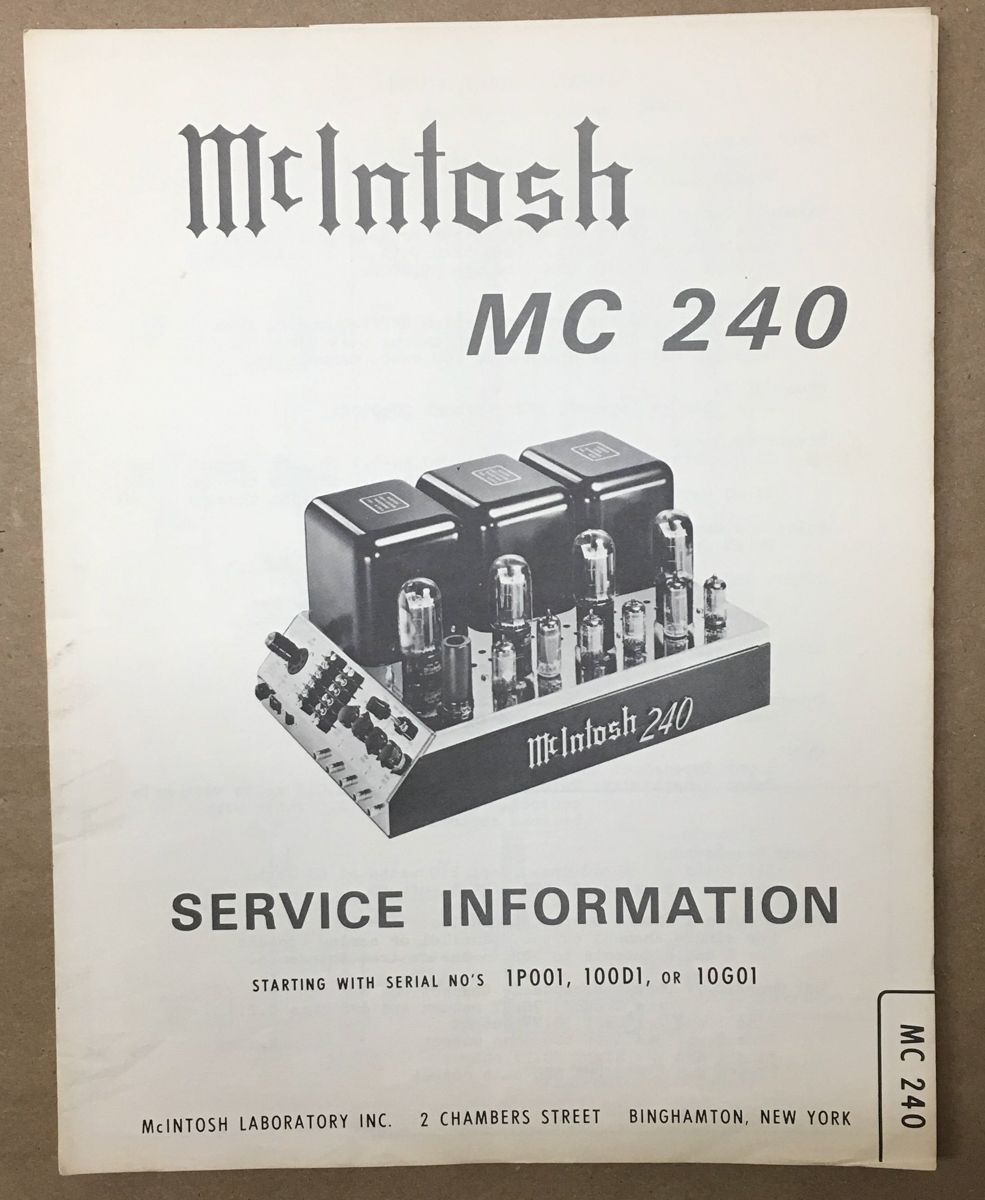 McIntosh
MC 240
McIntosh 240
SERVICE INFORMATION
STARTING WITH SERIAL NO'S 1P001, 100D1, OR 10G01
MC 240
McINTOSH LABORATORY INC. 2 CHAMBERS STREET BINGHAMTON, NEW YORK